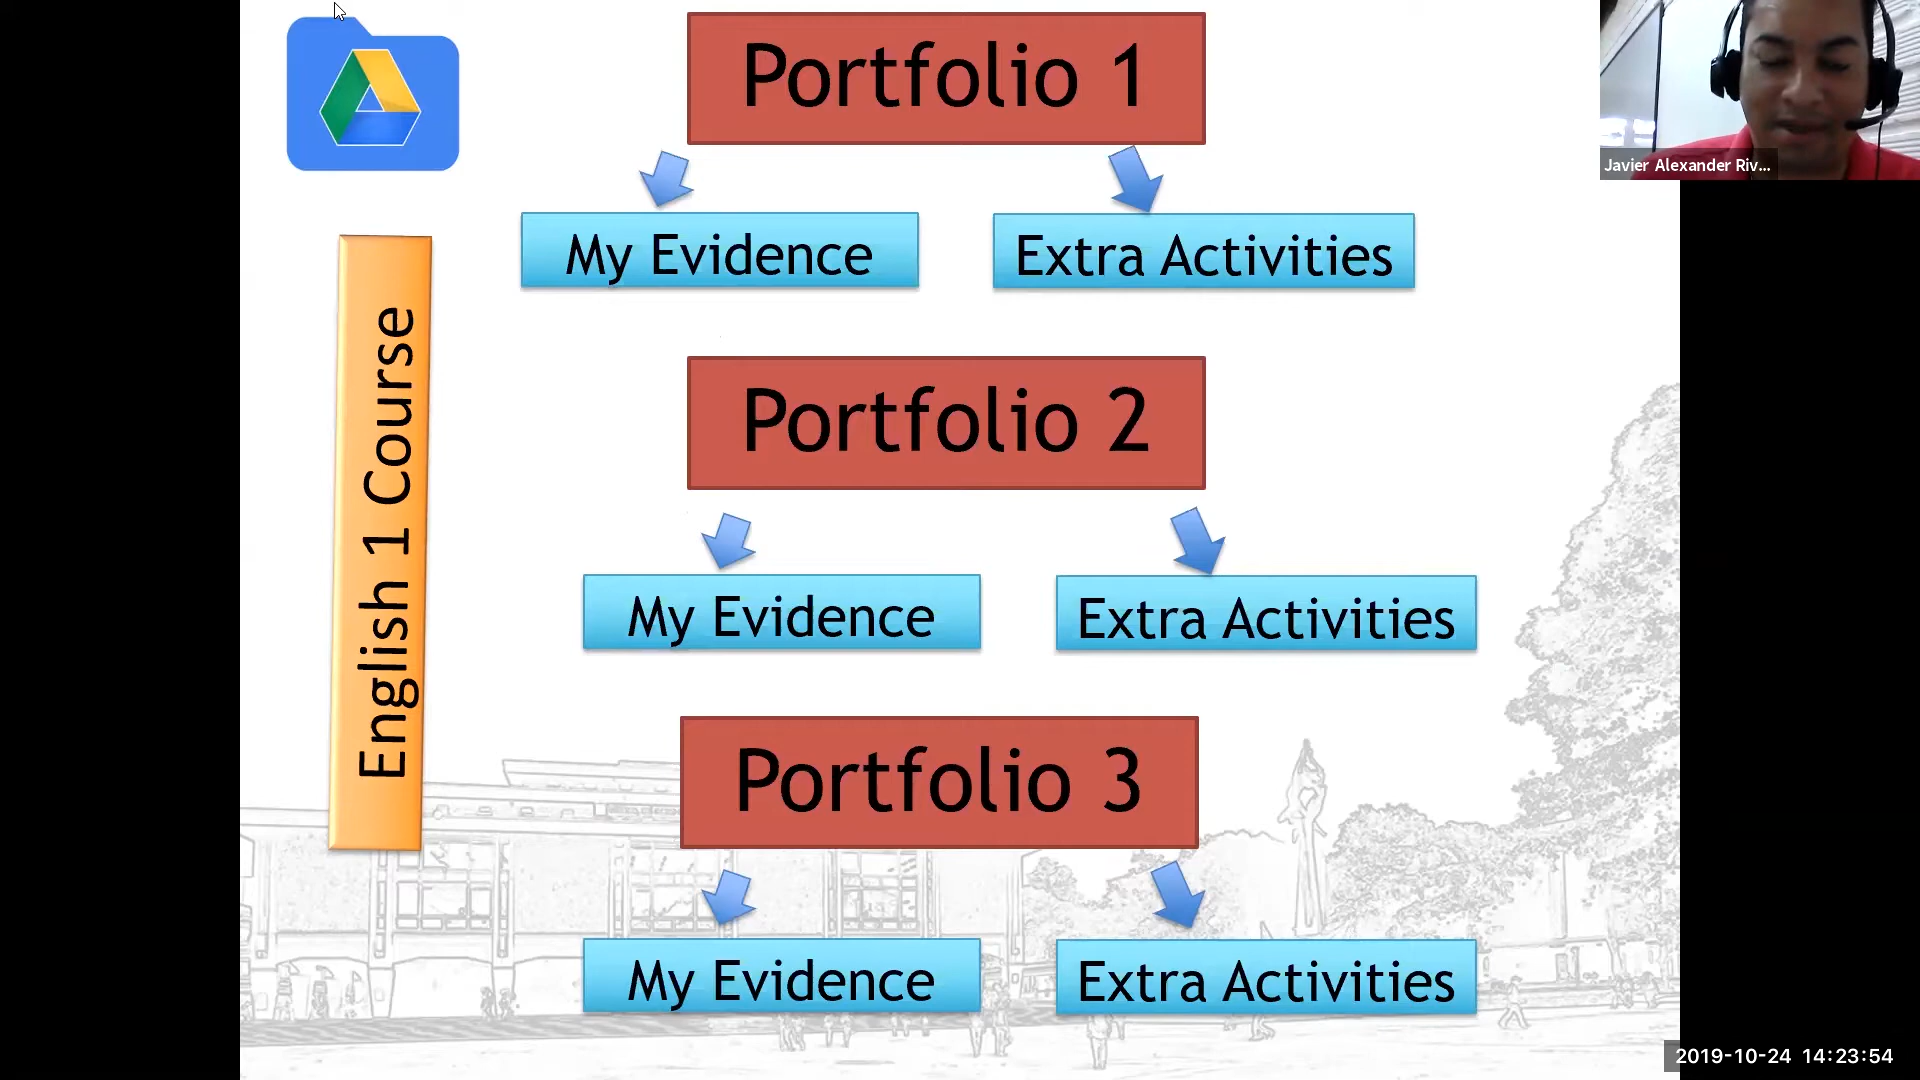 Portfolio 1
Javier Alexander Riv...
My Evidence
Extra Activities
English 1 Course
Portfolio 2
My Evidence
Extra Activities
Portfolio 3
My Evidence
Extra Activities
2019-10-24 14:23:54